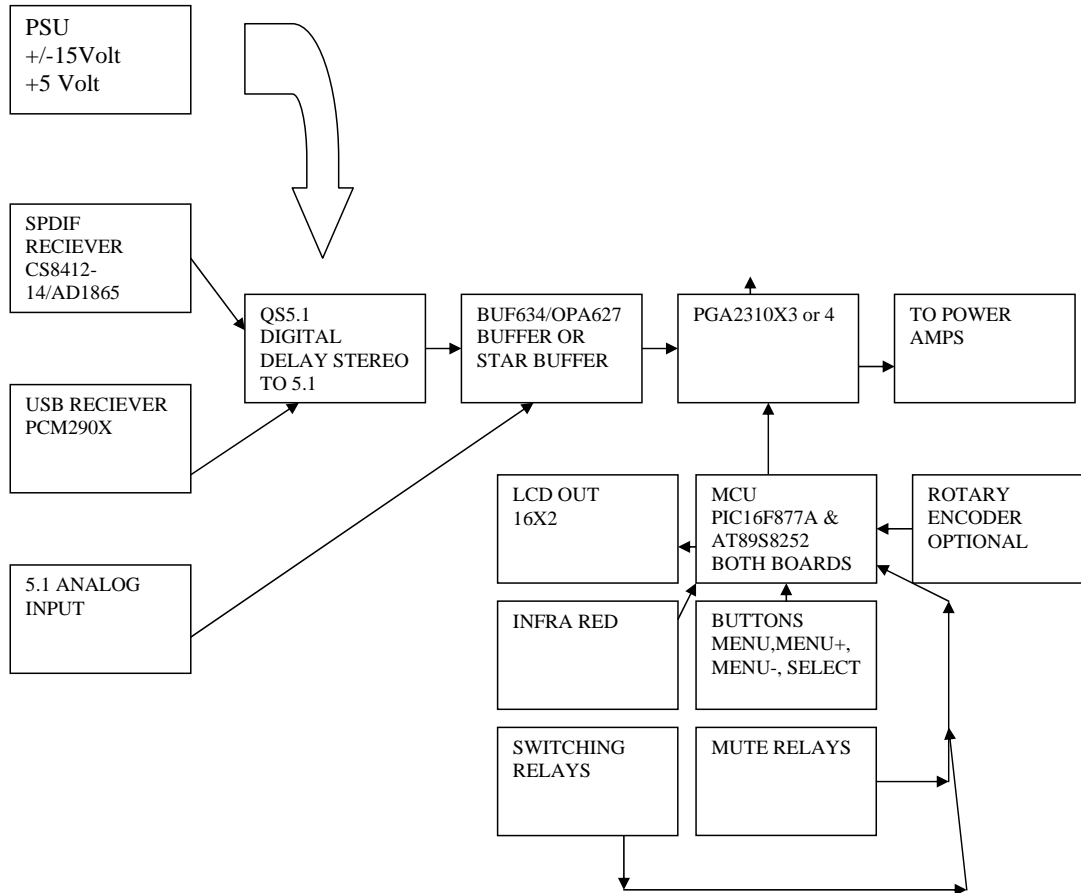 PSU
+/-15Volt
+5 Volt
SPDIF
RECIEVER
CS8412-
14/AD1865
QS5.1
DIGITAL
DELAY STEREO
TO 5.1
BUF634/OPA627
BUFFER OR
STAR BUFFER
PGA2310X3 or 4
TO POWER
AMPS
USB RECIEVER
PCM290X
LCD OUT
16X2
MCU
PIC16F877A &
AT89S8252
BOTH BOARDS
ROTARY
ENCODER
OPTIONAL
5.1 ANALOG
INPUT
INFRA RED
BUTTONS
MENU,MENU+,
MENU-, SELECT
SWITCHING
RELAYS
MUTE RELAYS